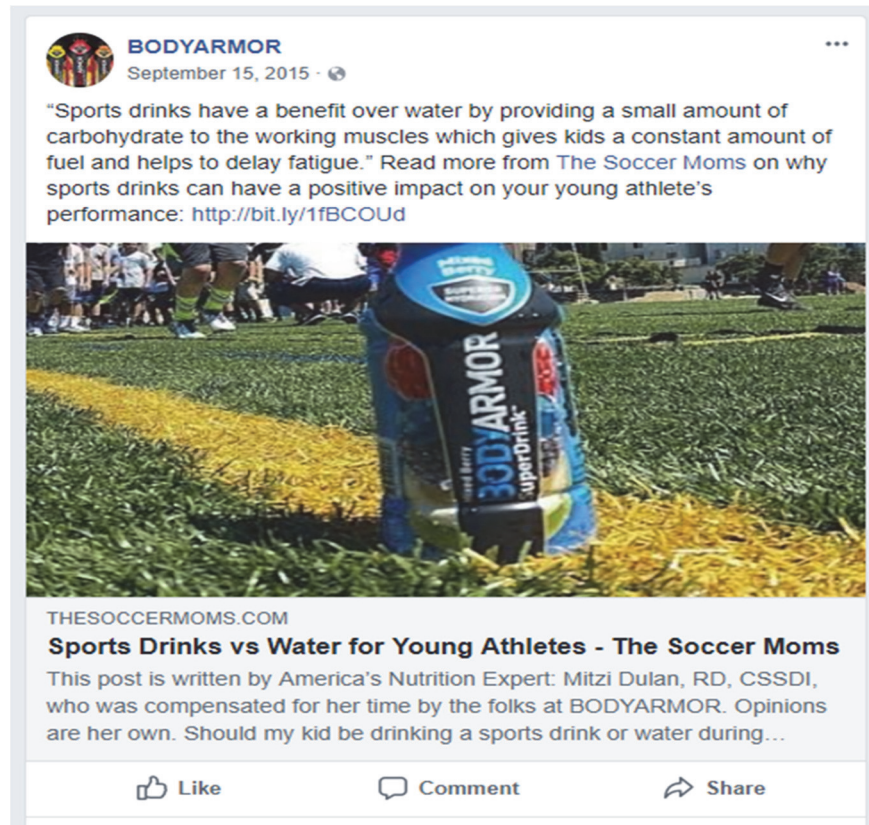 BODYARMOR
September 15, 2015 ·
“Sports drinks have a benefit over water by providing a small amount of
carbohydrate to the working muscles which gives kids a constant amount of
fuel and helps to delay fatigue.” Read more from The Soccer Moms on why
sports drinks can have a positive impact on your young athlete’s
performance: http://bit.ly/1fBCOUd
Mixed
Berry
BODYARMOR
SuperDrink
THESOCCERMOMS.COM
Sports Drinks vs Water for Young Athletes - The Soccer Moms
This post is written by America’s Nutrition Expert: Mitzi Dulan, RD, CSSDI,
who was compensated for her time by the folks at BODYARMOR. Opinions
are her own. Should my kid be drinking a sports drink or water during...
Like Comment Share